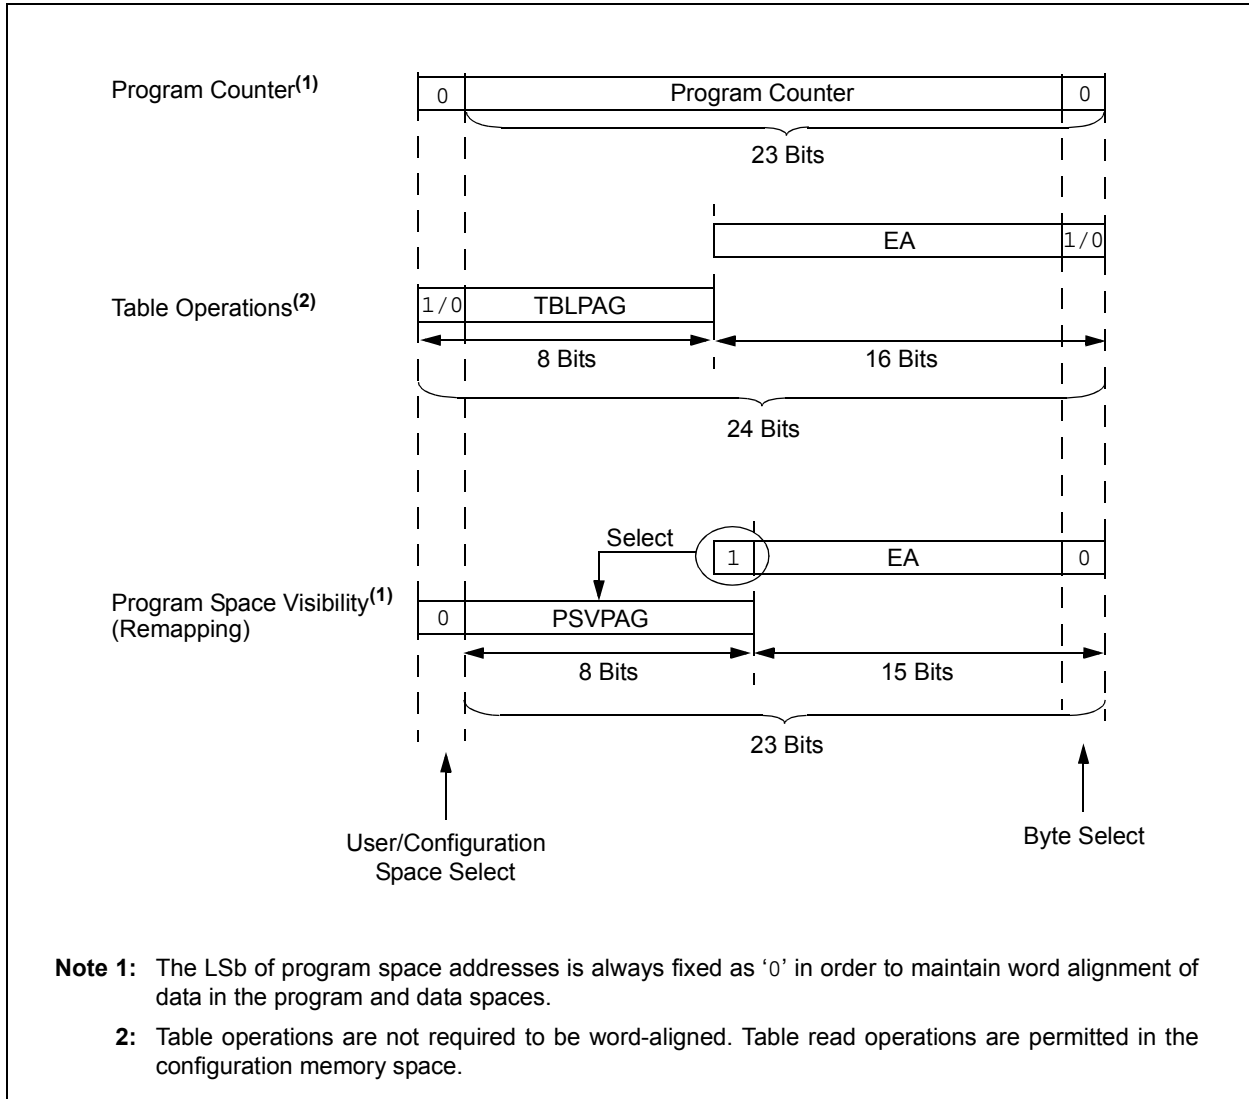 Program Counter(1)
0
Program Counter
0
23 Bits
EA
1/0
Table Operations(2)
1/0
TBLPAG
8 Bits
16 Bits
24 Bits
Select
1
EA
0
Program Space Visibility(1)
(Remapping)
0
PSVPAG
8 Bits
15 Bits
23 Bits
User/Configuration
Space Select
Byte Select
Note 1: The LSb of program space addresses is always fixed as ‘0’ in order to maintain word alignment of
data in the program and data spaces.
2: Table operations are not required to be word-aligned. Table read operations are permitted in the
configuration memory space.